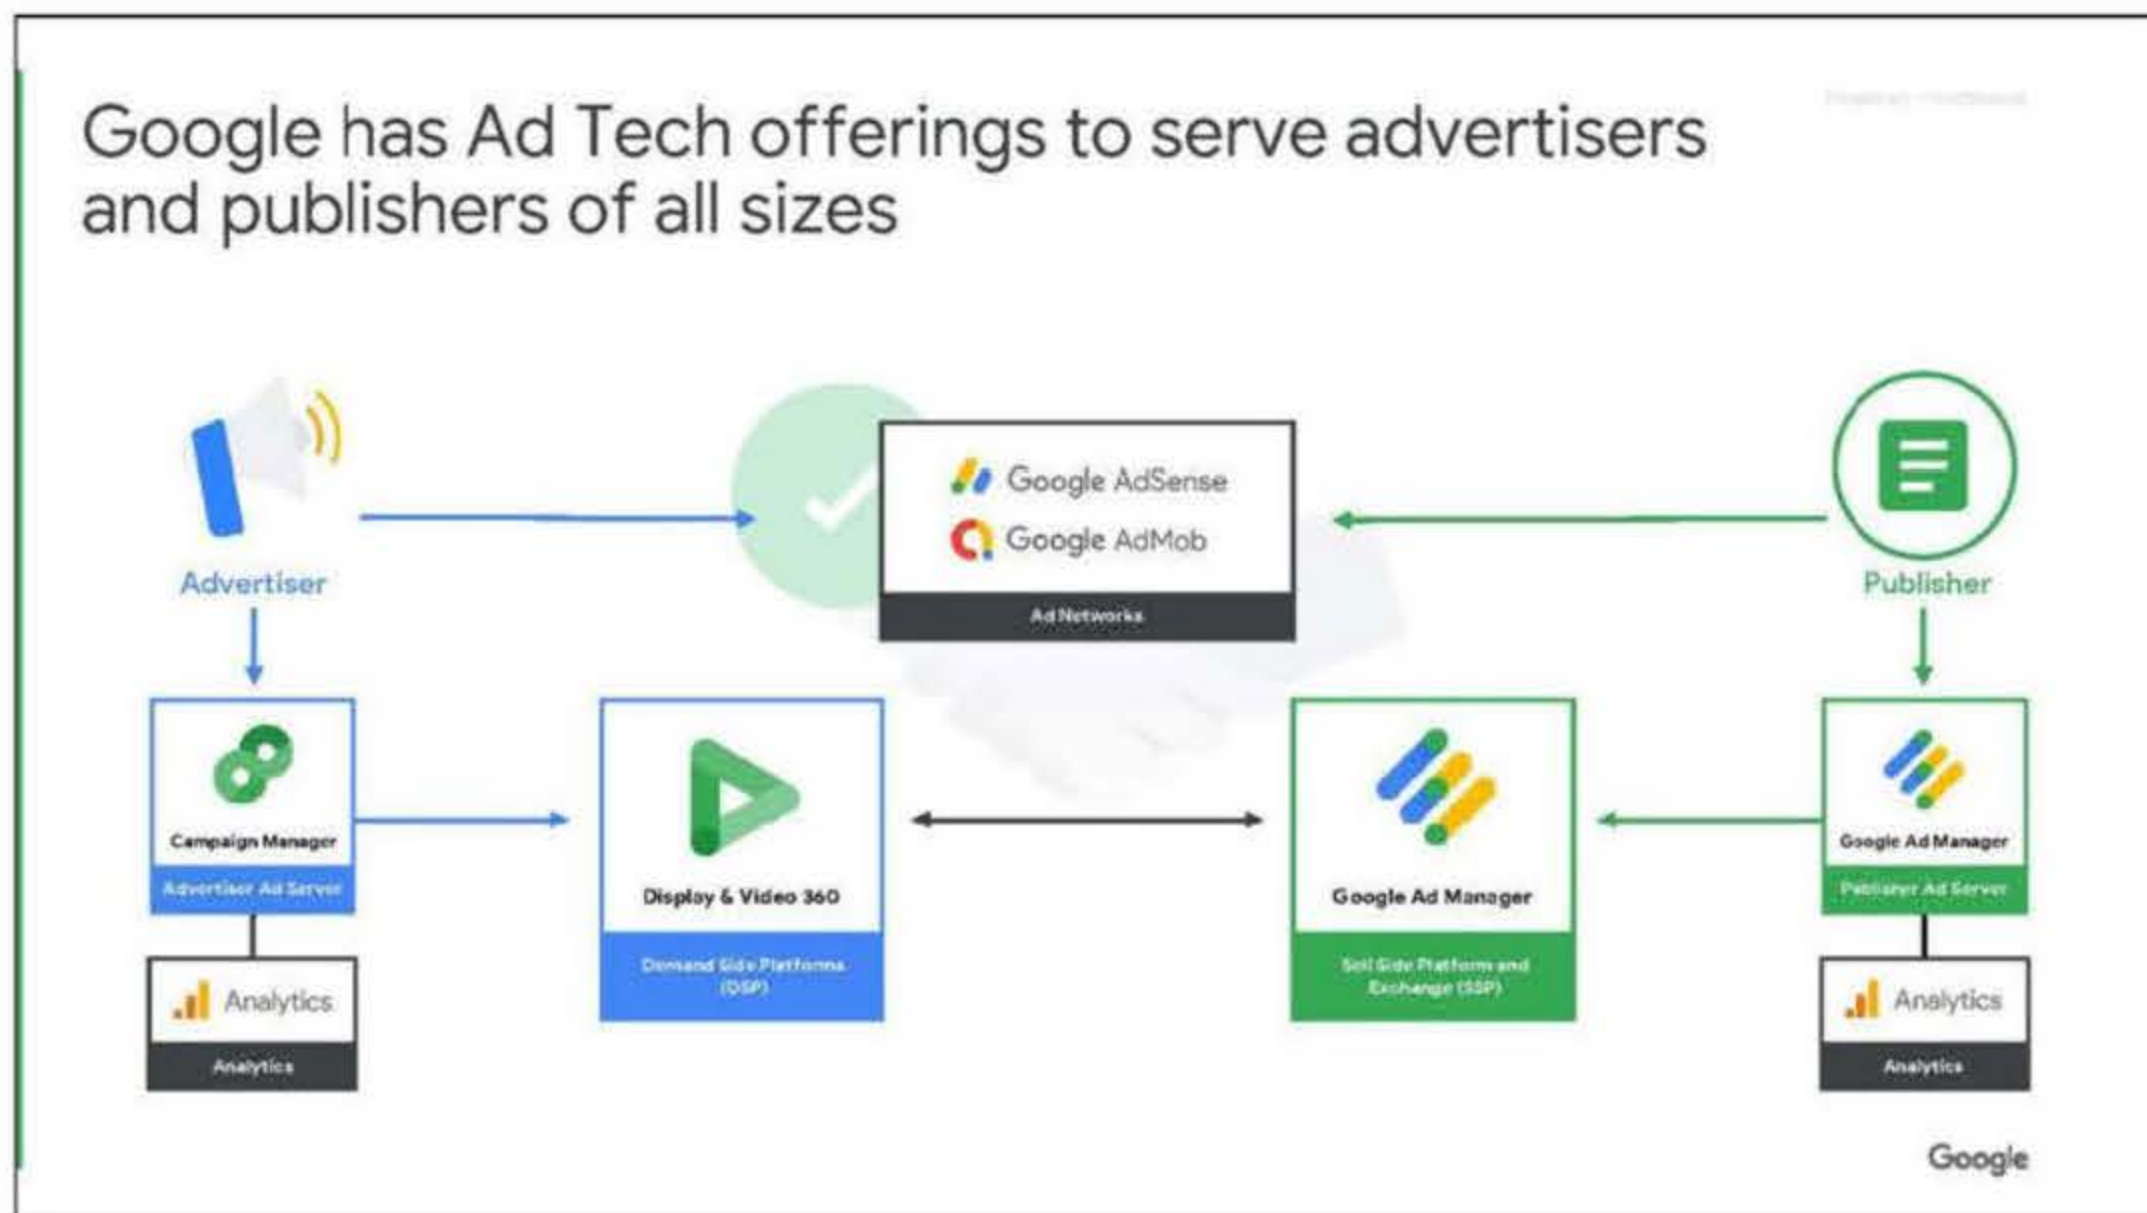 Google has Ad Tech offerings to serve advertisers
and publishers of all sizes
Google AdSense
Google AdMob
Ad Networks
Advertiser
Publisher
Campaign Manager
Advertiser Ad Server
Analytics
Analytics
Display & Video 360
Demand Side Platforms
(DSP)
Google Ad Manager
Sell Side Platform and
Exchange (SSP)
Google Ad Manager
Publisher Ad Server
Analytics
Analytics
Google